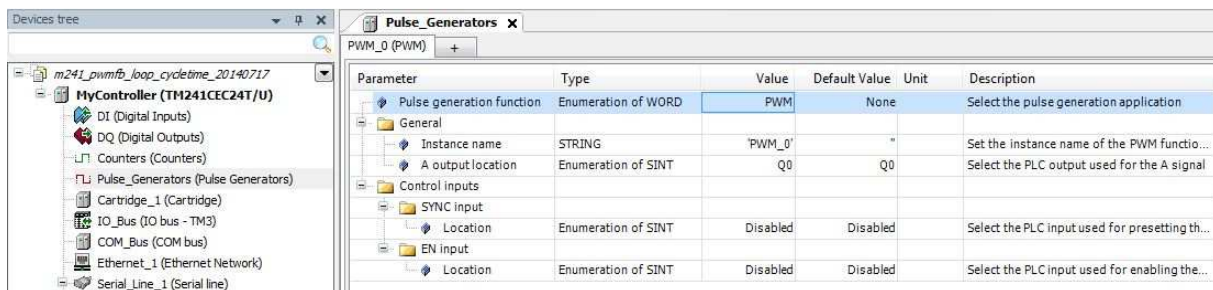 Devices tree
m241_pwmfb_loop_cycletime_20140717
MyController (TM241CEC24T/U)
DI (Digital Inputs)
DQ (Digital Outputs)
Counters (Counters)
Pulse_Generators (Pulse Generators)
Cartridge_1 (Cartridge)
IO_Bus (IO bus - TM3)
COM_Bus (COM bus)
Ethernet_1 (Ethernet Network)
Serial_Line_1 (Serial line)
Pulse_Generators X
PWM_0 (PWM) +
Parameter Type Value Default Value Unit Description
Pulse generation function Enumeration of WORD PWM None Select the pulse generation application
General
Instance name STRING 'PWM_0' '' Set the instance name of the PWM functio...
A output location Enumeration of SINT Q0 Q0 Select the PLC output used for the A signal
Control inputs
SYNC input
Location Enumeration of SINT Disabled Disabled Select the PLC input used for presetting th...
EN input
Location Enumeration of SINT Disabled Disabled Select the PLC input used for enabling the...